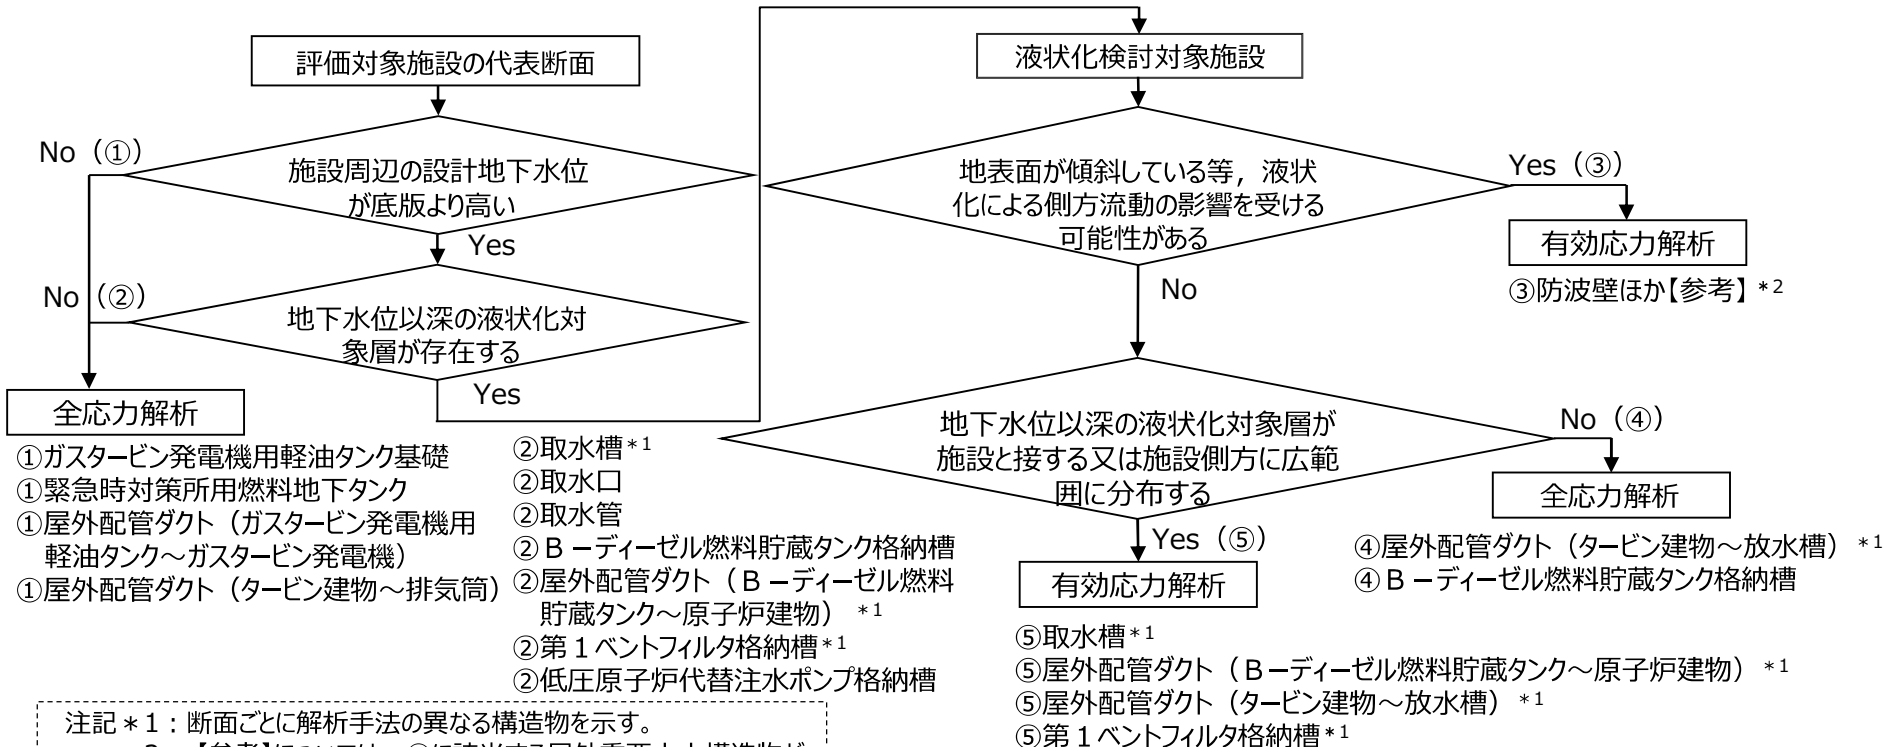 評価対象施設の代表断面
No（①）
施設周辺の設計地下水位
が底版より高い
Yes
No（②）
地下水位以深の液状化対
象層が存在する
Yes
全応力解析
①ガスタービン発電機用軽油タンク基礎
①緊急時対策所用燃料地下タンク
①屋外配管ダクト（ガスタービン発電機用
軽油タンク～ガスタービン発電機）
①屋外配管ダクト（タービン建物～排気筒）
②取水槽*1
②取水口
②取水管
②Ｂ－ディーゼル燃料貯蔵タンク格納槽
②屋外配管ダクト（Ｂ－ディーゼル燃料
貯蔵タンク～原子炉建物） *1
②第１ベントフィルタ格納槽*1
②低圧原子炉代替注水ポンプ格納槽
液状化検討対象施設
地表面が傾斜している等，液状
化による側方流動の影響を受ける
可能性がある
Yes（③）
有効応力解析
③防波壁ほか【参考】*2
No
地下水位以深の液状化対象層が
施設と接する又は施設側方に広範
囲に分布する
No（④）
全応力解析
④屋外配管ダクト（タービン建物～放水槽）*1
④Ｂ－ディーゼル燃料貯蔵タンク格納槽
Yes（⑤）
有効応力解析
⑤取水槽*1
⑤屋外配管ダクト（Ｂ－ディーゼル燃料貯蔵タンク～原子炉建物）*1
⑤屋外配管ダクト（タービン建物～放水槽）*1
⑤第１ベントフィルタ格納槽*1
注記＊1：断面ごとに解析手法の異なる構造物を示す。